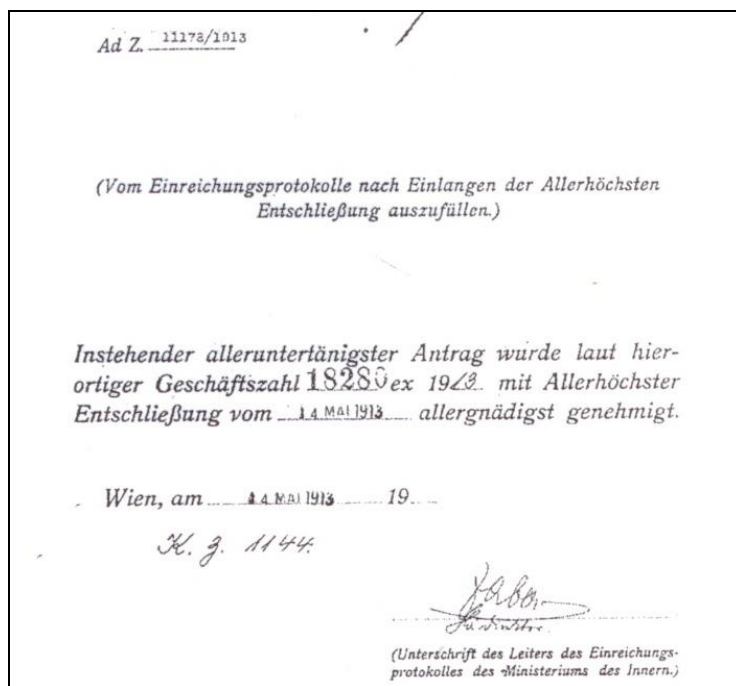 Ad Z. 11178/1913
(Vom Einreichungsprotokolle nach Einlangen der Allerhöchsten
Entschließung auszufüllen.)
Instehender alleruntertänigster Antrag wurde laut hier-
ortiger Geschäftszahl 18280 ex 1913 mit Allerhöchster
Entschließung vom 14 MAI 1913 allergnädigst genehmigt.
Wien, am 14 MAI 1913 19
K. Z. 1144.
(Unterschrift des Leiters des Einreichungs-
protokolles des Ministeriums des Innern.)